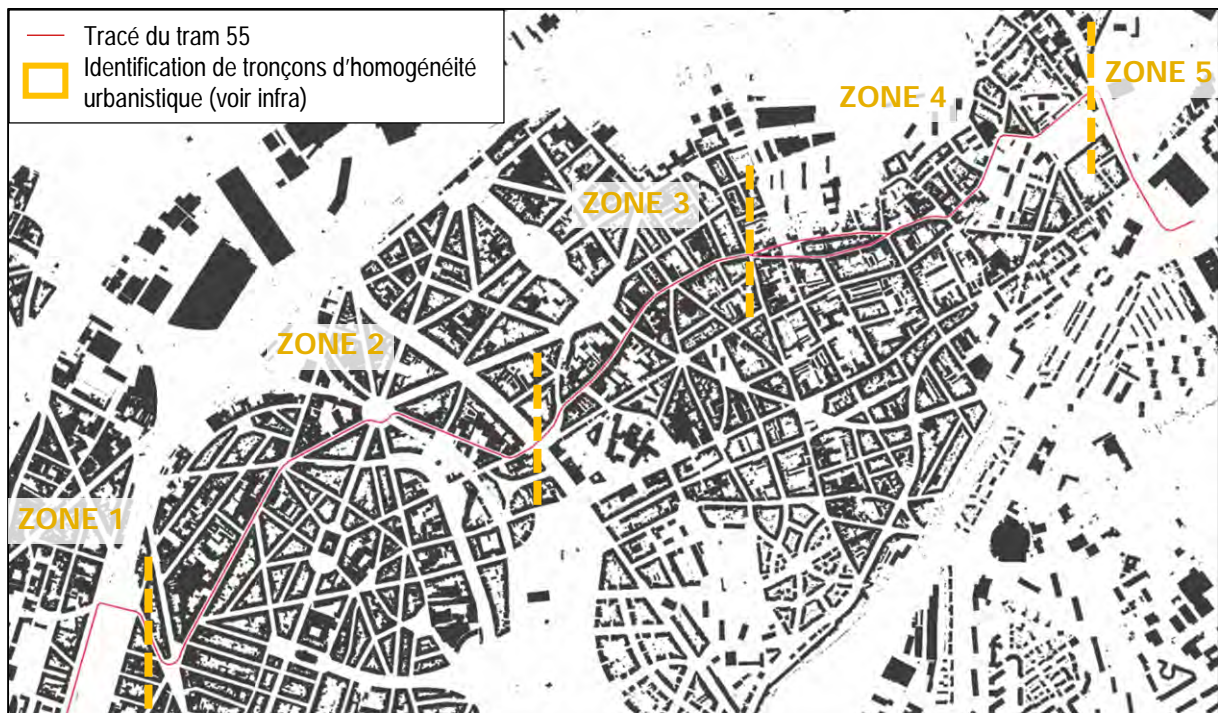 Tracé du tram 55
Identification de tronçons d'homogénéité
urbanistique (voir infra)
ZONE 5
ZONE 4
ZONE 3
ZONE 2
ZONE 1